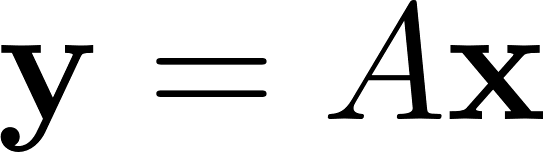 y = Ax